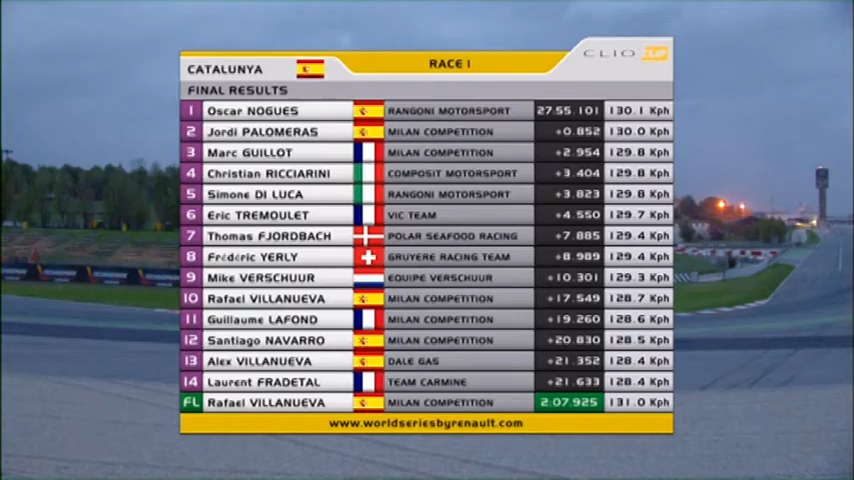 CATALUNYA RACE 1 CLIO CUP
FINAL RESULTS
1 Oscar NOGUES RANGONI MOTORSPORT 27.55.101 130.1 Kph
2 Jordi PALOMERAS MILAN COMPETITION +0.852 130.0 Kph
3 Marc GUILLOT MILAN COMPETITION +2.954 129.8 Kph
4 Christian RICCIARINI COMPOSIT MOTORSPORT +3.404 129.8 Kph
5 Simone DI LUCA RANGONI MOTORSPORT +3.823 129.8 Kph
6 Eric TREMOULET VIC TEAM +4.550 129.7 Kph
7 Thomas FJORDBACH POLAR SEAFOOD RACING +7.885 129.4 Kph
8 Fréderic YERLY GRUYERE RACING TEAM +8.989 129.4 Kph
9 Mike VERSCHUUR EQUIPE VERSCHUUR +10.301 129.3 Kph
10 Rafael VILLANUEVA MILAN COMPETITION +17.549 128.7 Kph
11 Guillaume LAFOND MILAN COMPETITION +19.260 128.6 Kph
12 Santiago NAVARRO MILAN COMPETITION +20.830 128.5 Kph
13 Alex VILLANUEVA DALE GAS +21.352 128.4 Kph
14 Laurent FRADETAL TEAM CARMINE +21.633 128.4 Kph
FL Rafael VILLANUEVA MILAN COMPETITION 2:07.925 131.0 Kph
www.worldseriesbyrenault.com